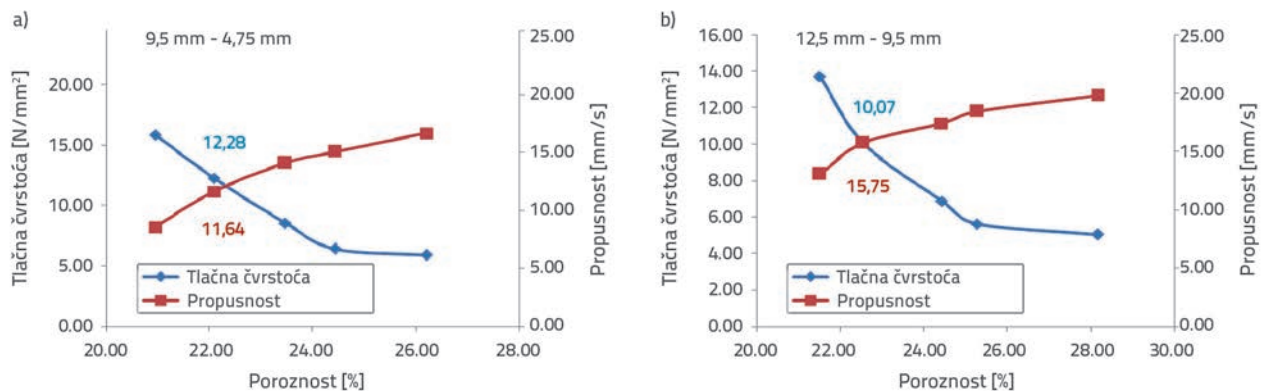 a)
9,5 mm - 4,75 mm
Tlačna čvrstoća [N/mm²]
20.00
15.00
10.00
5.00
0.00
12,28
11,64
Tlačna čvrstoća
Propusnost
25.00
20.00
15.00
10.00
5.00
0.00
Propusnost [mm/s]
20.00 22.00 24.00 26.00 28.00
Poroznost [%]
b)
12,5 mm - 9,5 mm
Tlačna čvrstoća [N/mm²]
16.00
14.00
12.00
10.00
8.00
6.00
4.00
2.00
0.00
10,07
15,75
Tlačna čvrstoća
Propusnost
25.00
20.00
15.00
10.00
5.00
0.00
Propusnost [mm/s]
20.00 22.00 24.00 26.00 28.00 30.00
Poroznost [%]